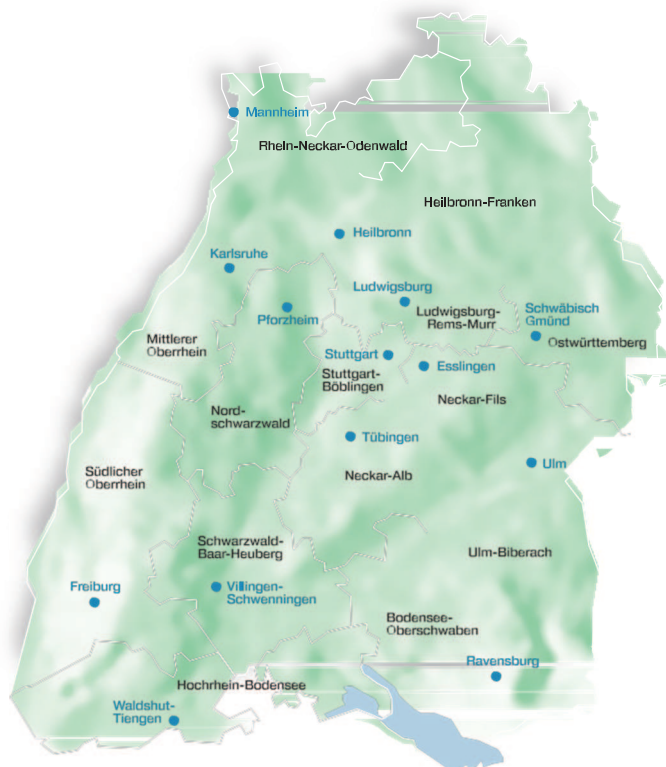 Mannheim
Rhein-Neckar-Odenwald
Heilbronn-Franken
Heilbronn
Karlsruhe
Ludwigsburg
Pforzheim
Ludwigsburg-
Rems-Murr
Schwäbisch
Gmünd
Ostwürttemberg
Mittlerer
Oberrhein
Stuttgart
Stuttgart-
Böblingen
Esslingen
Neckar-Fils
Nord-
schwarzwald
Tübingen
Südlicher
Oberrhein
Neckar-Alb
Ulm
Schwarzwald-
Baar-Heuberg
Ulm-Biberach
Freiburg
Villingen-
Schwenningen
Bodensee-
Oberschwaben
Ravensburg
Hochrhein-Bodensee
Waldshut-
Tiengen